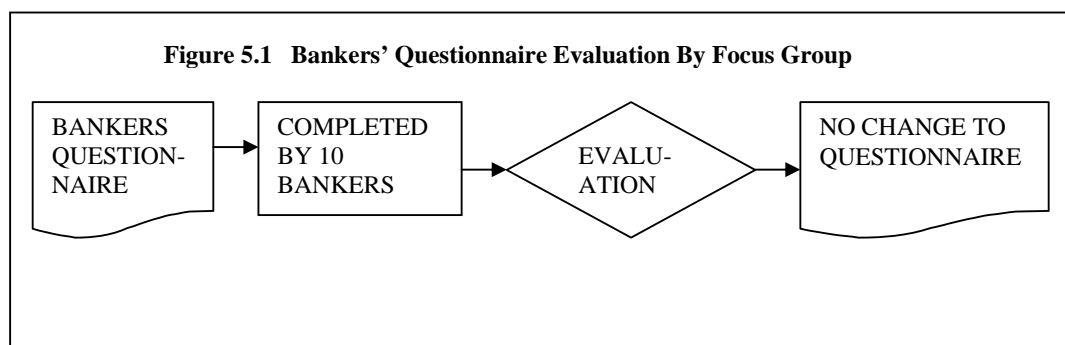 Figure 5.1 Bankers’ Questionnaire Evaluation By Focus Group
BANKERS
QUESTION-
NAIRE
COMPLETED
BY 10
BANKERS
EVALU-
ATION
NO CHANGE TO
QUESTIONNAIRE